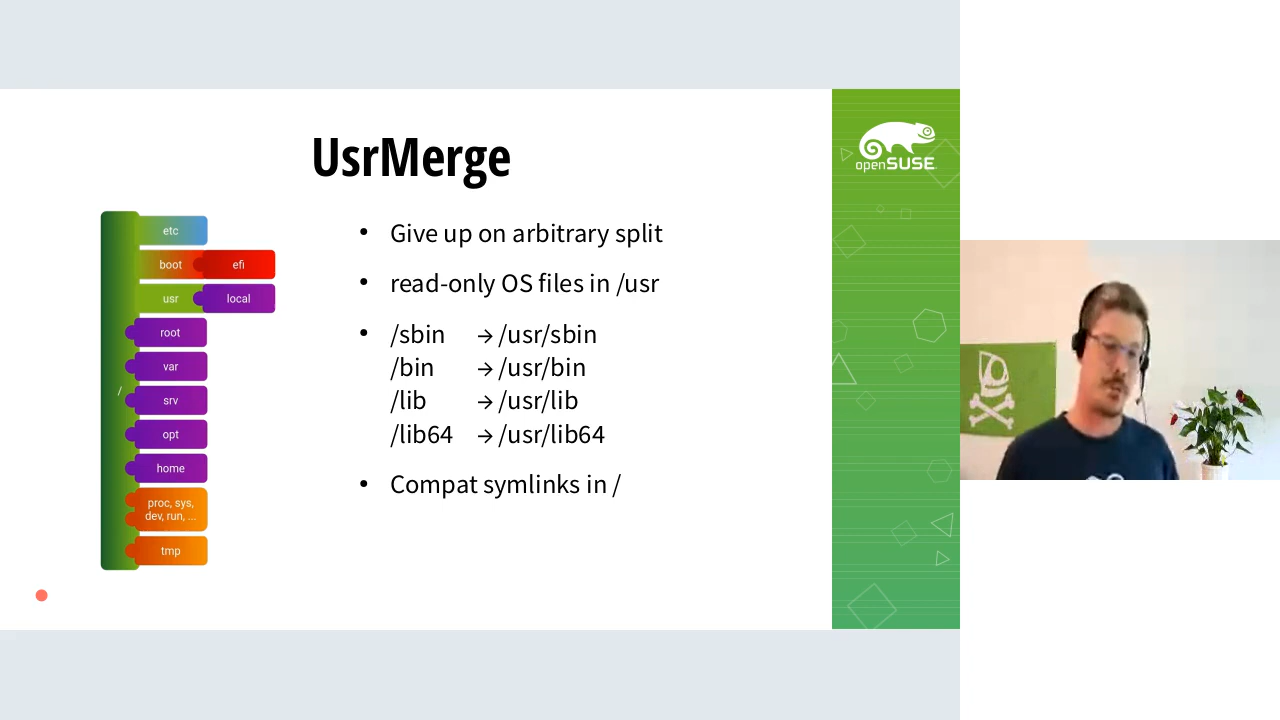 UsrMerge
etc
boot
efi
usr
local
root
var
/
srv
opt
home
proc, sys,
dev, run, ...
tmp
• Give up on arbitrary split
• read-only OS files in /usr
• /sbin → /usr/sbin
/bin → /usr/bin
/lib → /usr/lib
/lib64 → /usr/lib64
• Compat symlinks in /
openSUSE